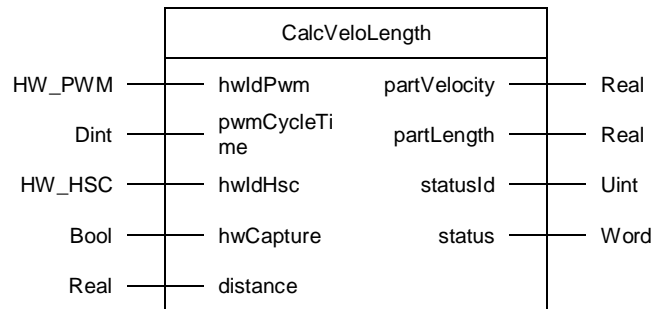 CalcVeloLength
HW_PWM hwIdPwm partVelocity Real
Dint pwmCycleTi
me partLength Real
HW_HSC hwIdHsc statusId Uint
Bool hwCapture status Word
Real distance